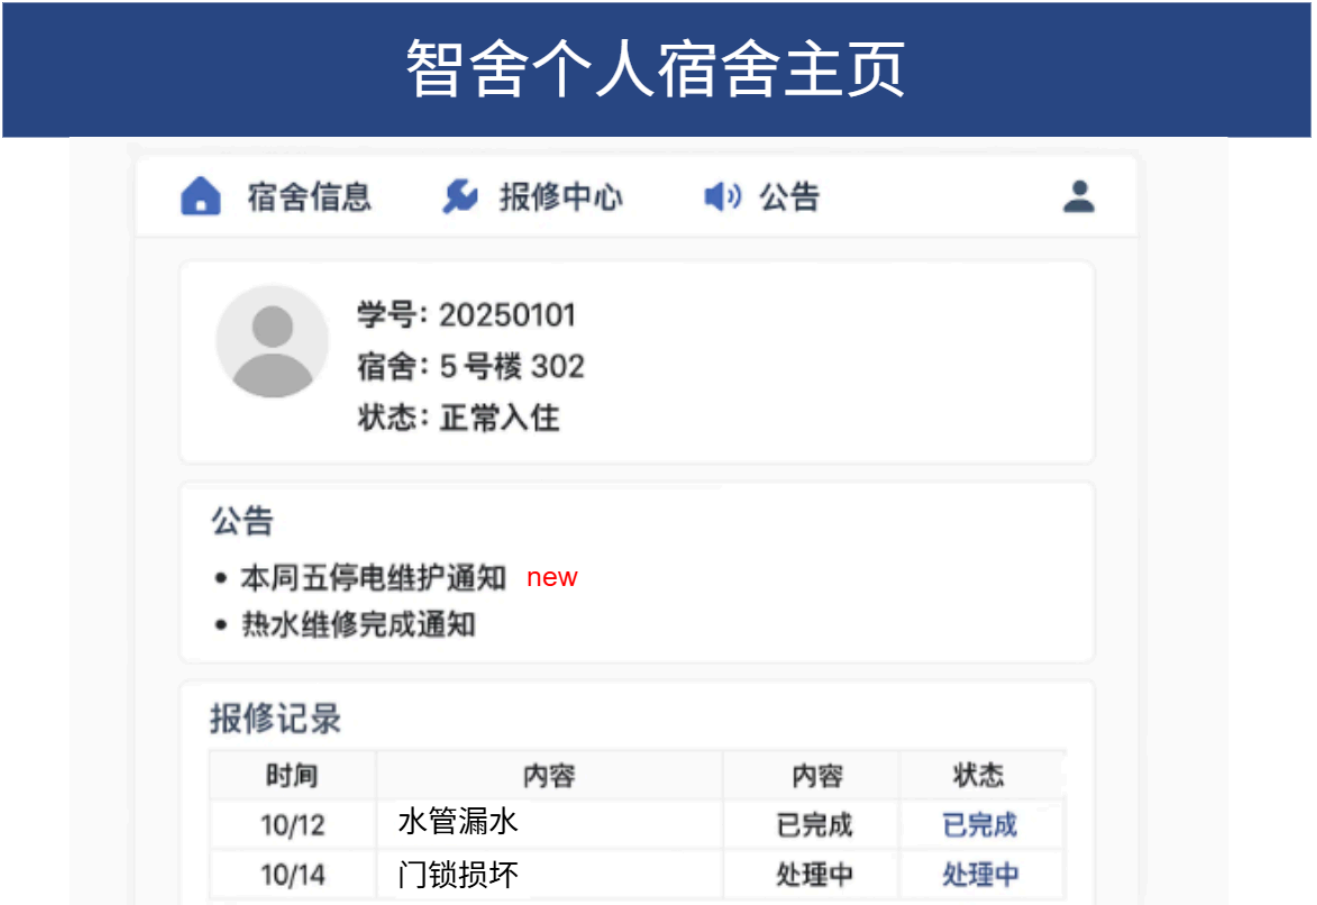 智舍个人宿舍主页
宿舍信息 报修中心 公告
学号: 20250101
宿舍: 5号楼 302
状态: 正常入住
公告
• 本同五停电维护通知 new
• 热水维修完成通知
报修记录
时间 内容 内容 状态
10/12 水管漏水 已完成 已完成
10/14 门锁损坏 处理中 处理中